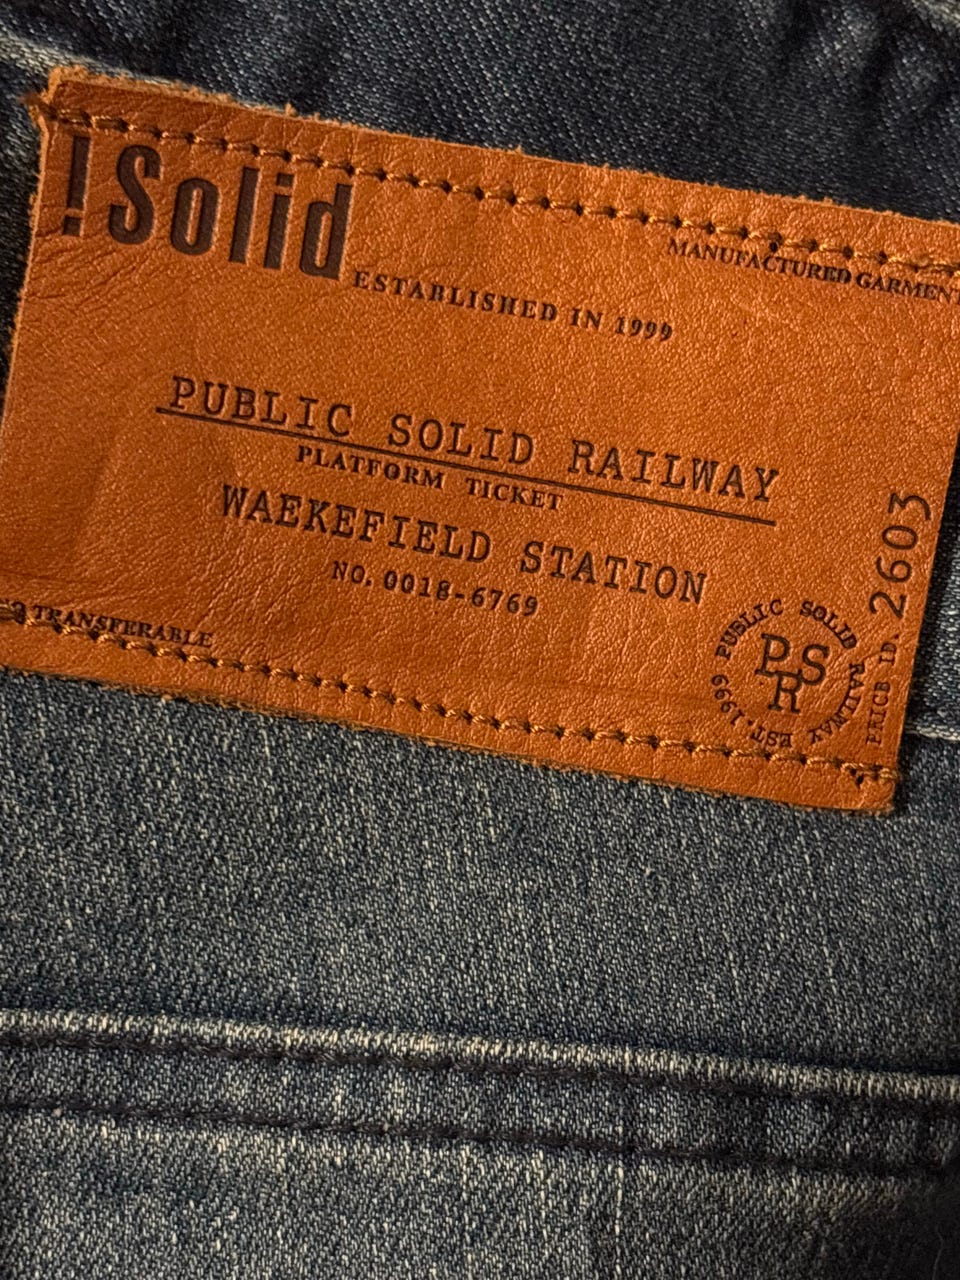 !Solid
ESTABLISHED IN 1999
MANUFACTURED GARMENT
PUBLIC SOLID RAILWAY
PLATFORM TICKET
WAEKEFIELD STATION
NO. 0018-6769
TRANSFERABLE
PUBLIC SOLID RAILWAY EST. 1999
PSR
PRICE 1D. 2603